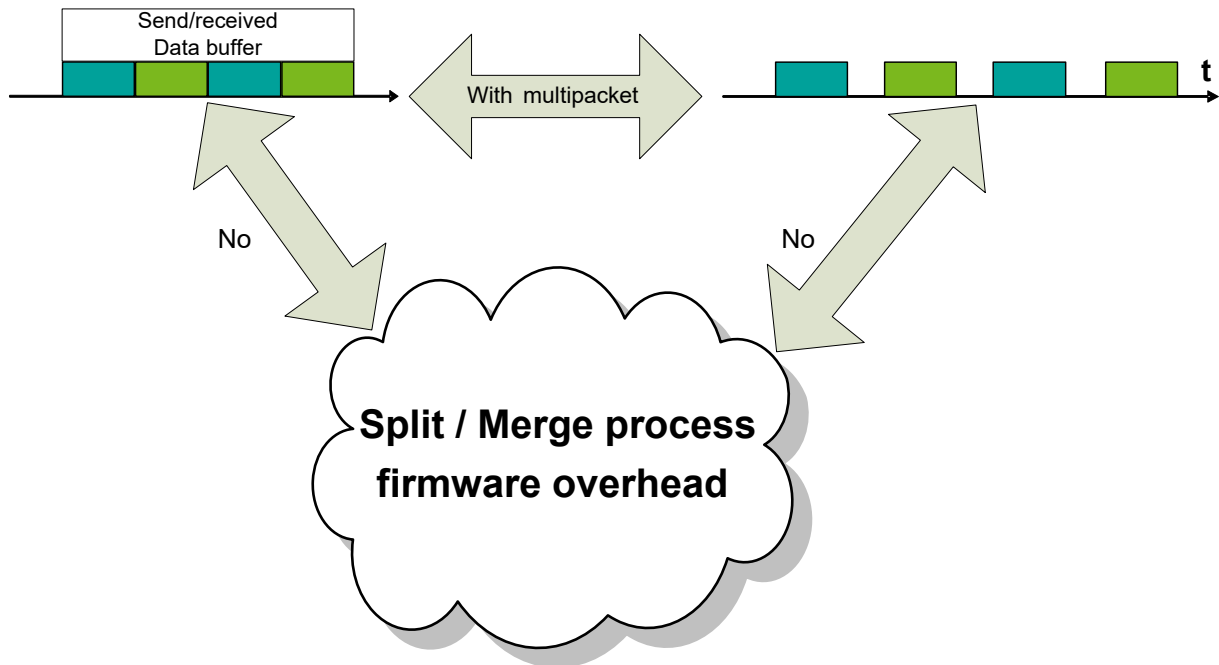 Send/received
Data buffer
With multipacket
t
No
No
Split / Merge process
firmware overhead